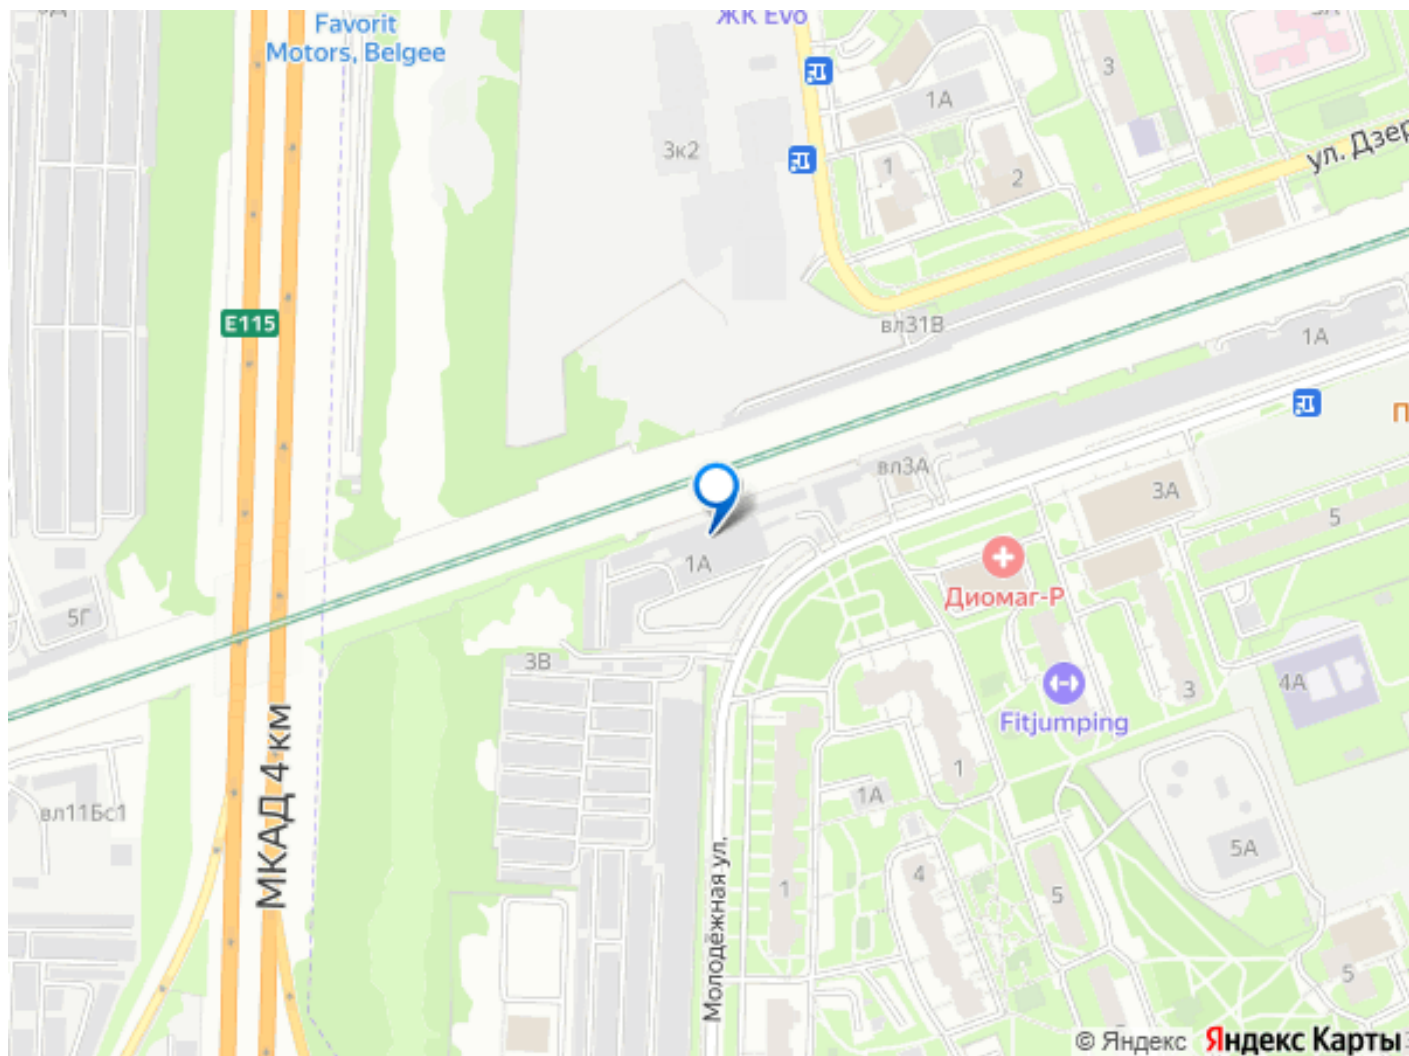 Favorit
Motors, Belgee
ЖК Evo
3
1А
3к2
1
2
ул. Дзер
E115
вл31В
1А
П
вл3А
3А
5
1А
Диомаг-Р
5Г
3В
4А
3
Fitjumping
МКАД 4 км
1
1А
вл11Бс1
5А
4
5
1
Молодёжная ул.
5
© Яндекс Яндекс Карты